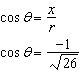 cos θ = x/r
cos θ = -1/√26